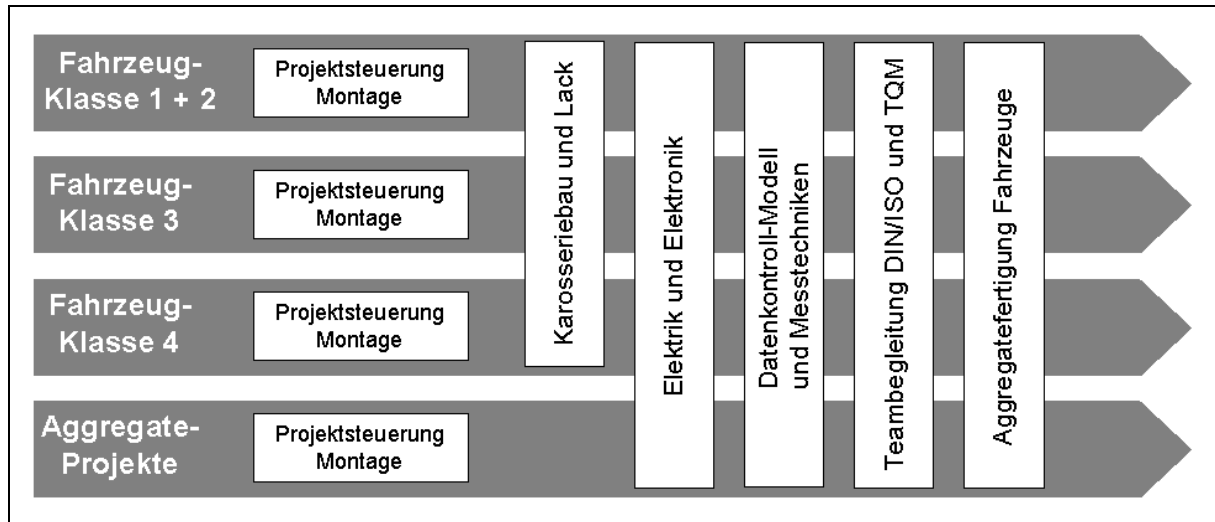 Fahrzeug-
Klasse 1 + 2
Projektsteuerung
Montage
Fahrzeug-
Klasse 3
Projektsteuerung
Montage
Fahrzeug-
Klasse 4
Projektsteuerung
Montage
Aggregate-
Projekte
Projektsteuerung
Montage
Karosseriebau und Lack
Elektrik und Elektronik
Datenkontroll-Modell
und Messtechniken
Teambegleitung DIN/ISO und TQM
Aggregatefertigung Fahrzeuge